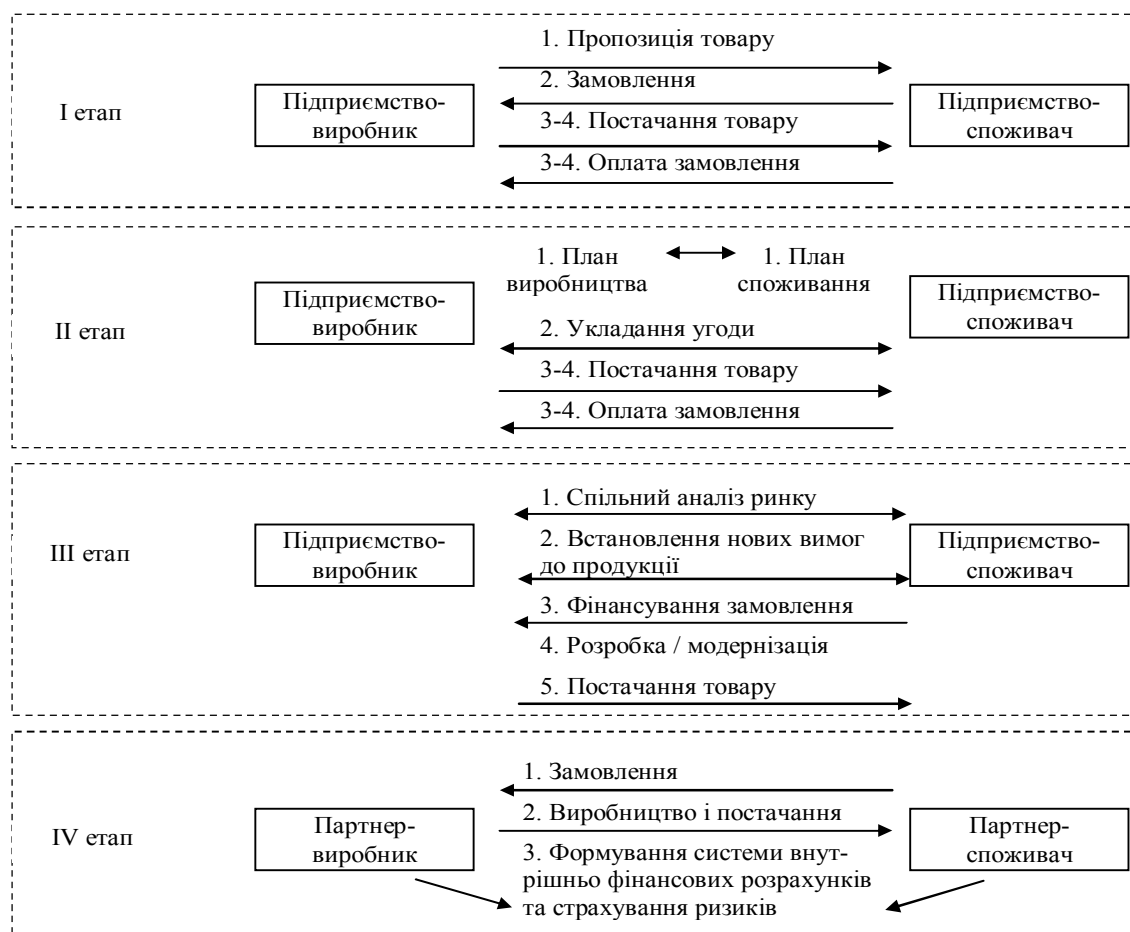 1. Пропозиція товару
2. Замовлення
І етап
Підприємство-
виробник
3-4. Постачання товару
3-4. Оплата замовлення
Підприємство-
споживач
1. План
виробництва
1. План
споживання
ІІ етап
Підприємство-
виробник
2. Укладання угоди
3-4. Постачання товару
3-4. Оплата замовлення
Підприємство-
споживач
1. Спільний аналіз ринку
ІІІ етап
Підприємство-
виробник
2. Встановлення нових вимог
до продукції
3. Фінансування замовлення
4. Розробка / модернізація
5. Постачання товару
Підприємство-
споживач
1. Замовлення
2. Виробництво і постачання
IV етап
Партнер-
виробник
3. Формування системи внут-
рішньо фінансових розрахунків
та страхування ризиків
Партнер-
споживач